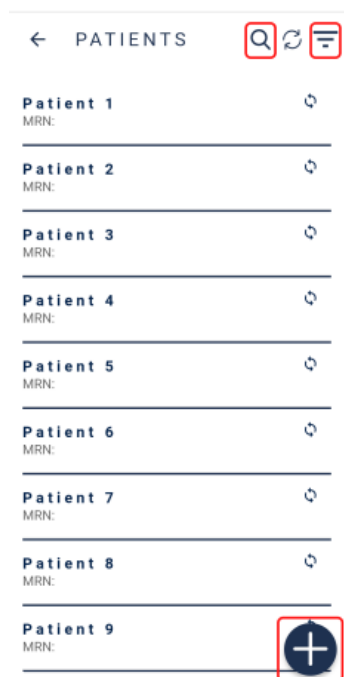 PATIENTS
Patient 1
MRN:
Patient 2
MRN:
Patient 3
MRN:
Patient 4
MRN:
Patient 5
MRN:
Patient 6
MRN:
Patient 7
MRN:
Patient 8
MRN:
Patient 9
MRN: